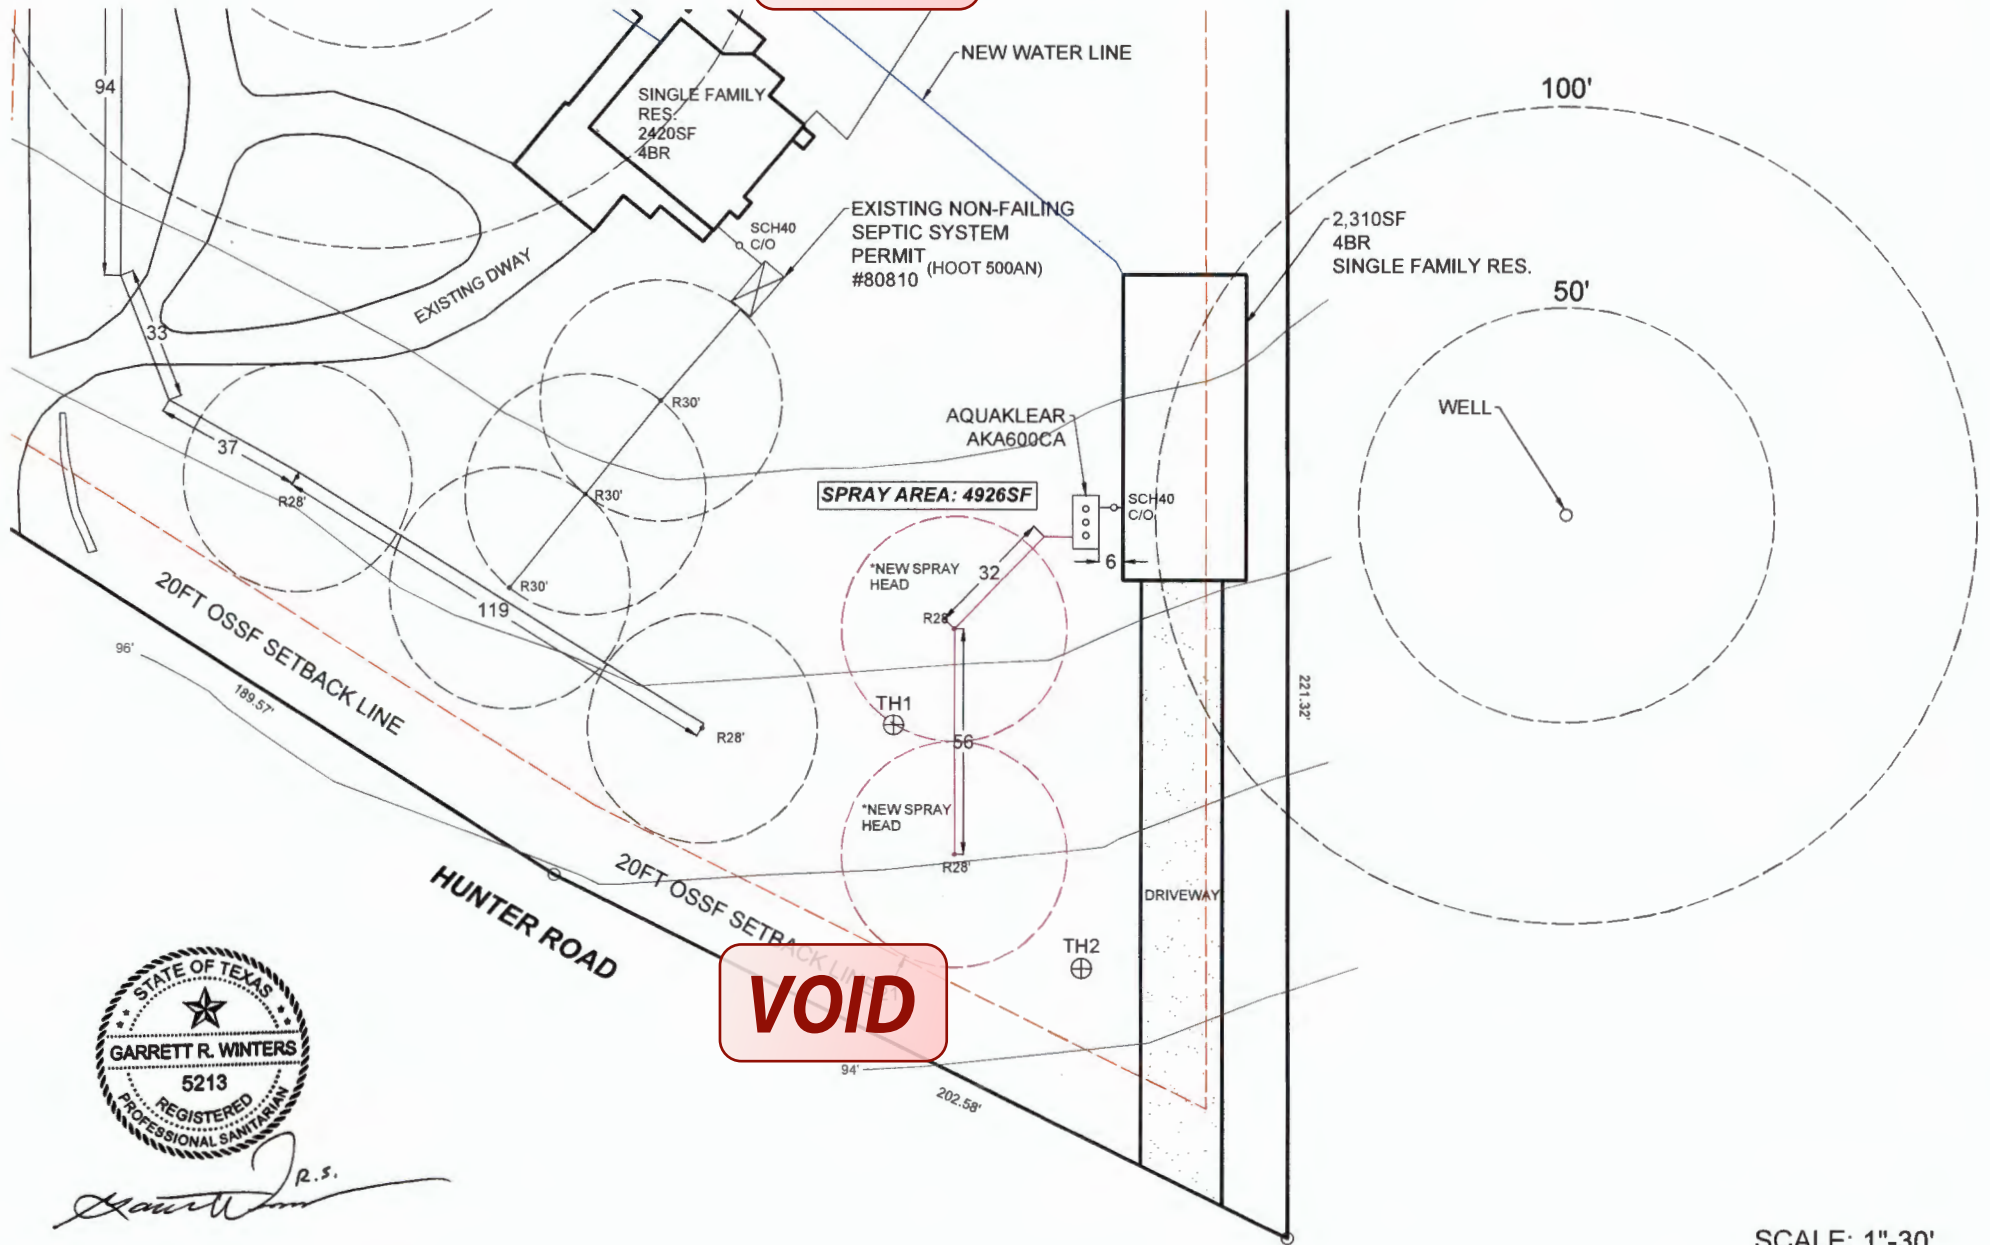 94
SINGLE FAMILY
RES.
2420SF
4BR
NEW WATER LINE
100'
SCH40
C/O
EXISTING NON-FAILING
SEPTIC SYSTEM
PERMIT (HOOT 500AN)
#80810
2,310SF
4BR
SINGLE FAMILY RES.
EXISTING DWAY
50'
33
R30'
AQUAKLEAR
AKA600CA
WELL
37
R28'
R30'
SPRAY AREA: 4926SF
SCH40
C/O
*NEW SPRAY
HEAD
32
6
R30'
119
R28'
20FT OSSF SETBACK LINE
96'
189.57'
TH1
221.32'
R28'
56
*NEW SPRAY
HEAD
R28'
20FT OSSF SETBACK LINE
HUNTER ROAD
DRIVEWAY
TH2
VOID
94'
202.58'
STATE OF TEXAS
GARRETT R. WINTERS
5213
REGISTERED
PROFESSIONAL SANITARIAN
R.S.
SCALE: 1"-30'